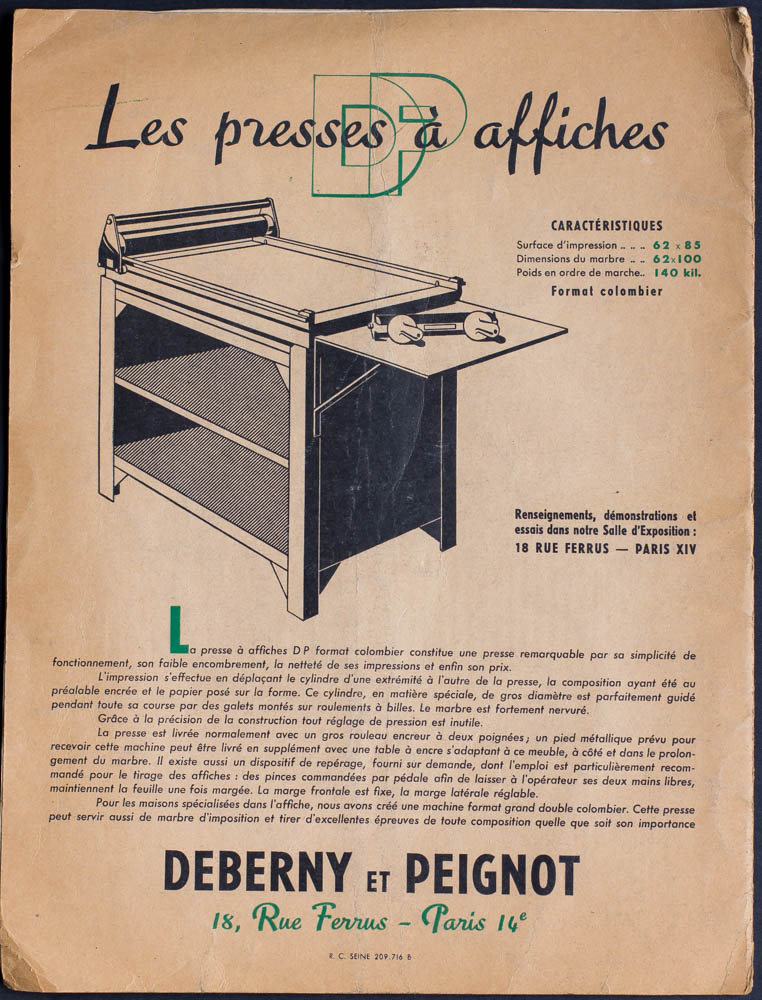 Les presses à affiches
DP
CARACTÉRISTIQUES
Surface d'impression .. .. .. 62 x 85
Dimensions du marbre .. .. 62x100
Poids en ordre de marche.. 140 kil.
Format colombier
Renseignements, démonstrations et
essais dans notre Salle d'Exposition :
18 RUE FERRUS — PARIS XIV
La presse à affiches DP format colombier constitue une presse remarquable par sa simplicité de
fonctionnement, son faible encombrement, la netteté de ses impressions et enfin son prix.
L'impression s'effectue en déplaçant le cylindre d'une extrémité à l'autre de la presse, la composition ayant été au
préalable encrée et le papier posé sur la forme. Ce cylindre, en matière spéciale, de gros diamètre est parfaitement guidé
pendant toute sa course par des galets montés sur roulements à billes. Le marbre est fortement nervuré.
Grâce à la précision de la construction tout réglage de pression est inutile.
La presse est livrée normalement avec un gros rouleau encreur à deux poignées; un pied métallique prévu pour
recevoir cette machine peut être livré en supplément avec une table à encre s'adaptant à ce meuble, à côté et dans le prolon-
gement du marbre. Il existe aussi un dispositif de repérage, fourni sur demande, dont l'emploi est particulièrement recom-
mandé pour le tirage des affiches : des pinces commandées par pédale afin de laisser à l'opérateur ses deux mains libres,
maintiennent la feuille une fois margée. La marge frontale est fixe, la marge latérale réglable.
Pour les maisons spécialisées dans l'affiche, nous avons créé une machine format grand double colombier. Cette presse
peut servir aussi de marbre d'imposition et tirer d'excellentes épreuves de toute composition quelle que soit son importance
DEBERNY ET PEIGNOT
18, Rue Ferrus - Paris 14e
R. C. SEINE 209.716 B